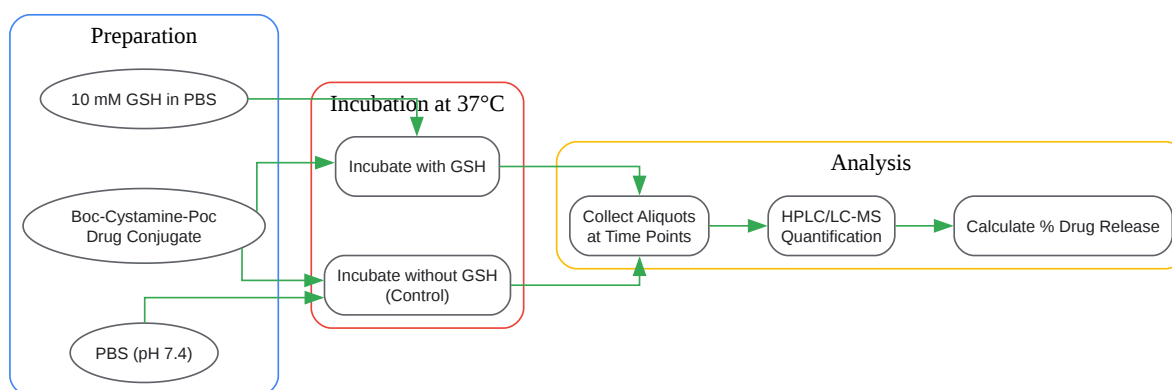 Preparation
10 mM GSH in PBS
Boc-Cystamine-Poc
Drug Conjugate
PBS (pH 7.4)
Incubation at 37°C
Incubate with GSH
Incubate without GSH
(Control)
Analysis
Collect Aliquots
at Time Points
HPLC/LC-MS
Quantification
Calculate % Drug Release